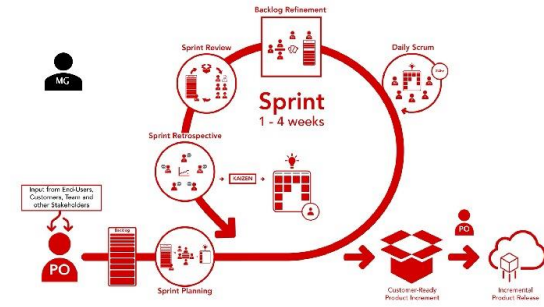 Backlog Refinement
Sprint Review
Daily Scrum
MG
Sprint
1 - 4 weeks
Sprint Retrospective
KAIZEN
Input from End-Users,
Customers, Team and
other Stakeholders
Backlog
PO
PO
Sprint Planning
Customer-Ready
Product Increment
Incremental
Product Release